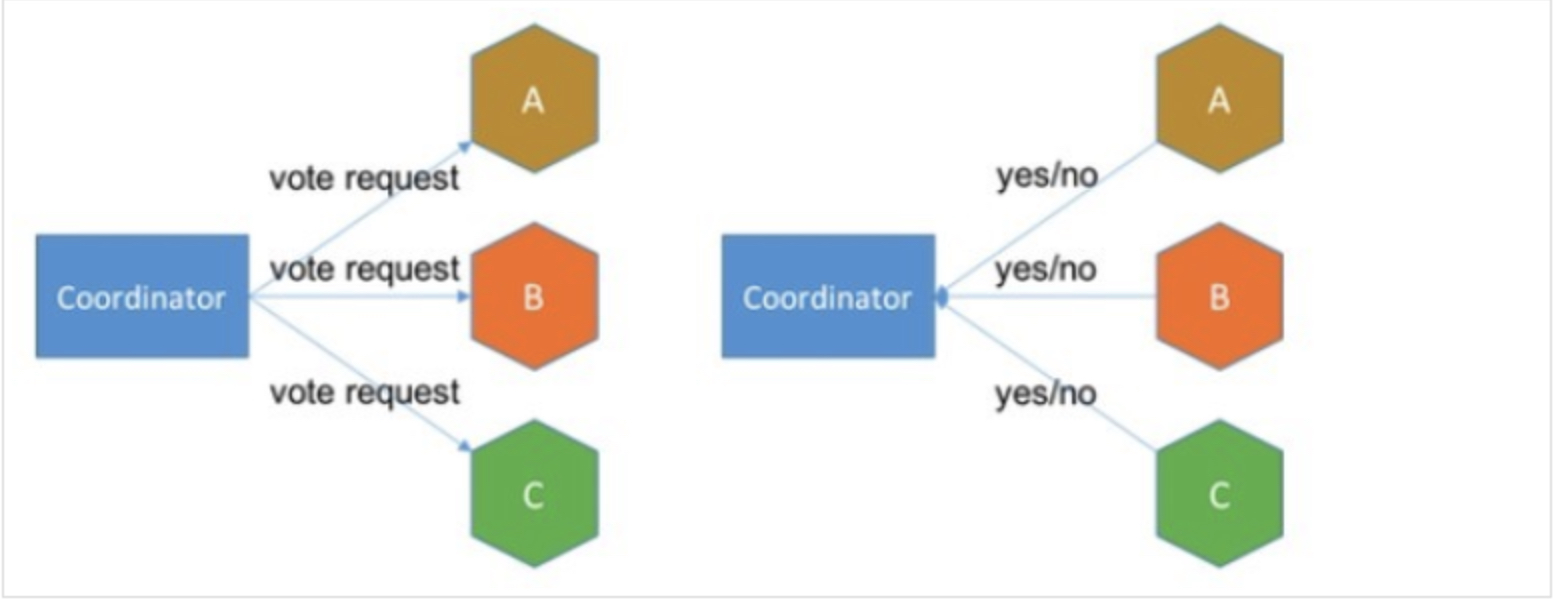 A
vote request
Coordinator
vote request
B
vote request
C
A
yes/no
Coordinator
yes/no
B
yes/no
C